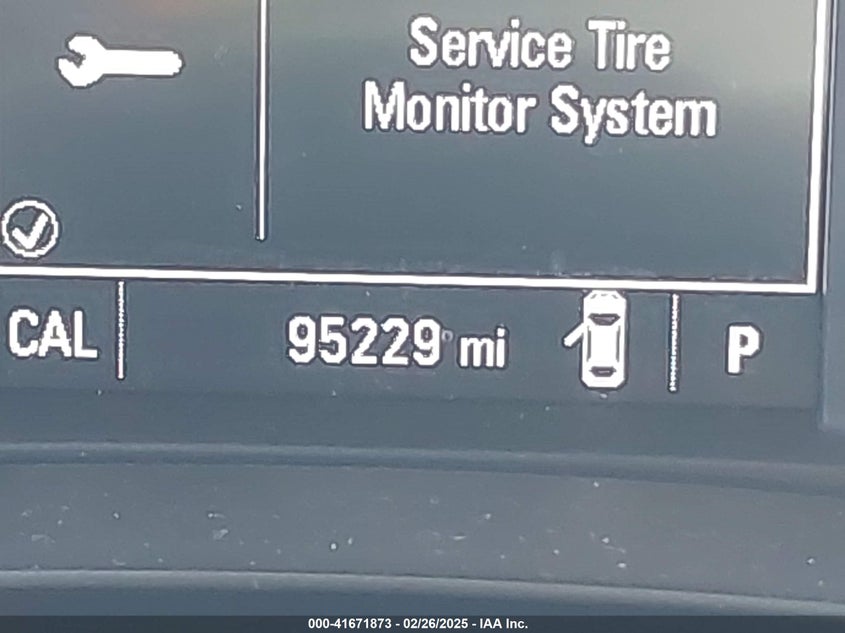 Service Tire
Monitor System
CAL 95229 mi P
000-41671873 - 02/26/2025 - IAA Inc.